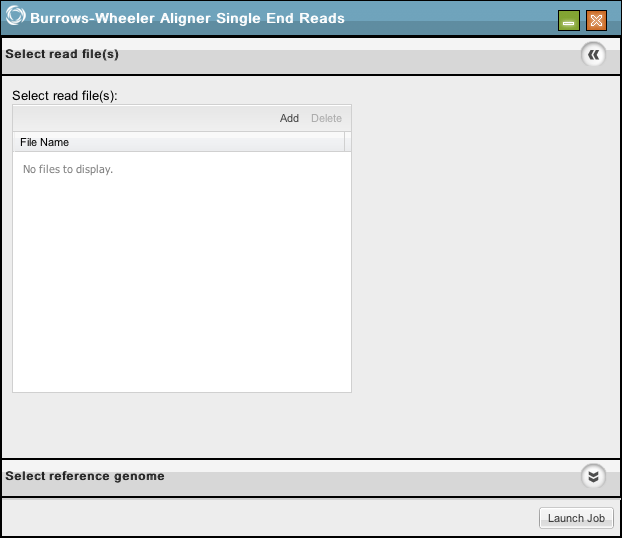 Burrows-Wheeler Aligner Single End Reads
Select read file(s)
Select read file(s):
Add Delete
File Name
No files to display.
Select reference genome
Launch Job